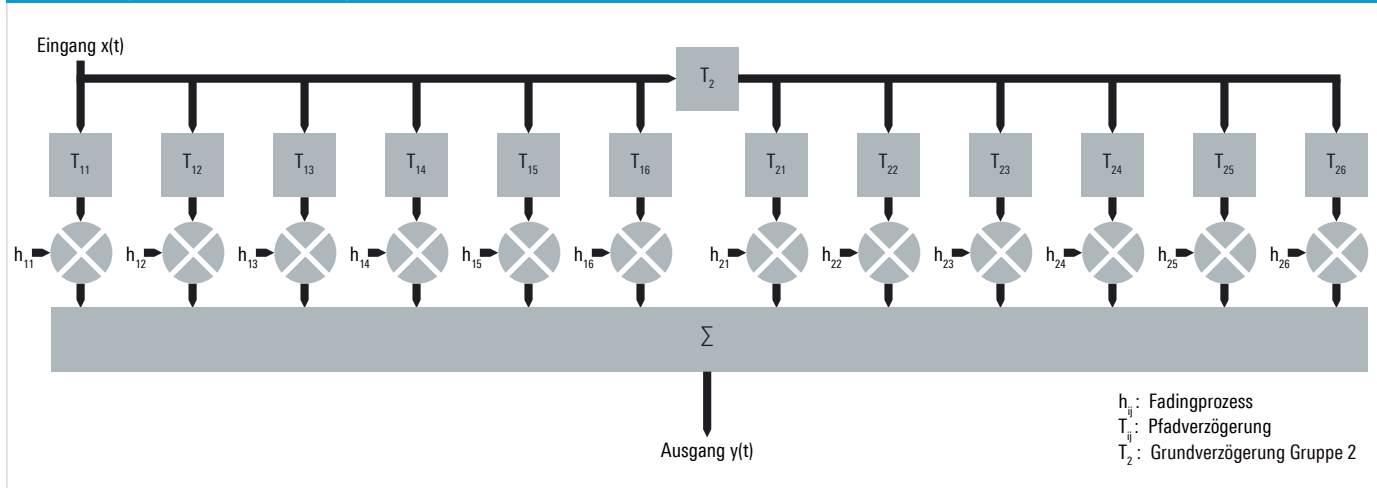 Eingang x(t)
T2
T11 T12 T13 T14 T15 T16 T21 T22 T23 T24 T25 T26
h11 h12 h13 h14 h15 h16 h21 h22 h23 h24 h25 h26
Σ
Ausgang y(t)
hij: Fadingprozess
Tij: Pfadverzögerung
T2: Grundverzögerung Gruppe 2